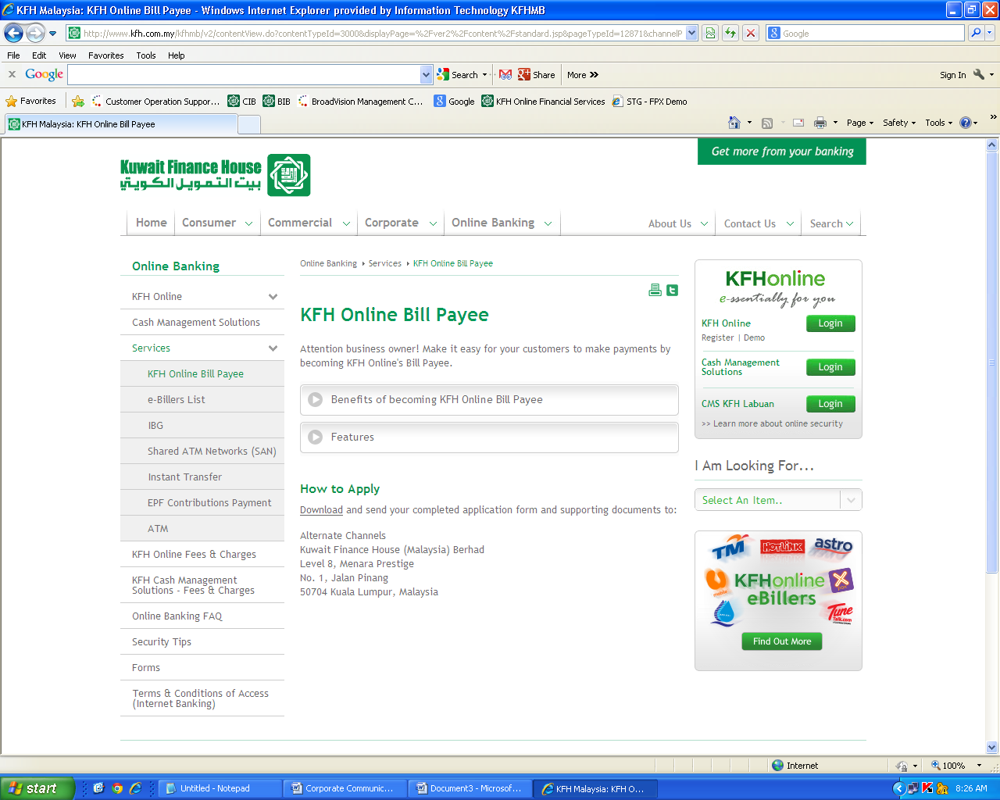 KFH Malaysia: KFH Online Bill Payee - Windows Internet Explorer provided by Information Technology KFHMB
http://www.kfh.com.my/kfhmb/v2/contentView.do?contentTypeId=3000&displayPage=%2Fver2%2Fcontent%2Fstandard.jsp&pageTypeId=12871&channelP
Google
File Edit View Favorites Tools Help
x Google Search Share More >> Sign In
Favorites Customer Operation Suppor... CIB BIB BroadVision Management C... Google KFH Online Financial Services STG - FPX Demo
KFH Malaysia: KFH Online Bill Payee Page Safety Tools
Get more from your banking
Kuwait Finance House
بيت التمويل الكويتي
Home Consumer Commercial Corporate Online Banking About Us Contact Us Search
Online Banking
KFH Online
Cash Management Solutions
Services
KFH Online Bill Payee
e-Billers List
IBG
Shared ATM Networks (SAN)
Instant Transfer
EPF Contributions Payment
ATM
KFH Online Fees & Charges
KFH Cash Management
Solutions - Fees & Charges
Online Banking FAQ
Security Tips
Forms
Terms & Conditions of Access
(Internet Banking)
Online Banking Services KFH Online Bill Payee
KFH Online Bill Payee
Attention business owner! Make it easy for your customers to make payments by
becoming KFH Online's Bill Payee.
Benefits of becoming KFH Online Bill Payee
Features
How to Apply
Download and send your completed application form and supporting documents to:
Alternate Channels
Kuwait Finance House (Malaysia) Berhad
Level 8, Menara Prestige
No. 1, Jalan Pinang
50704 Kuala Lumpur, Malaysia
KFHonline
e-ssentially for you
KFH Online Login
Register | Demo
Cash Management
Solutions Login
CMS KFH Labuan Login
>> Learn more about online security
I Am Looking For...
Select An Item..
TM HOTLINK astro
U mobile KFHonline X
eBillers
Tune
Talk.com
Find Out More
Internet 100%
start Untitled - Notepad Corporate Communic... Document3 - Microsof... KFH Malaysia: KFH O... 8:26 AM